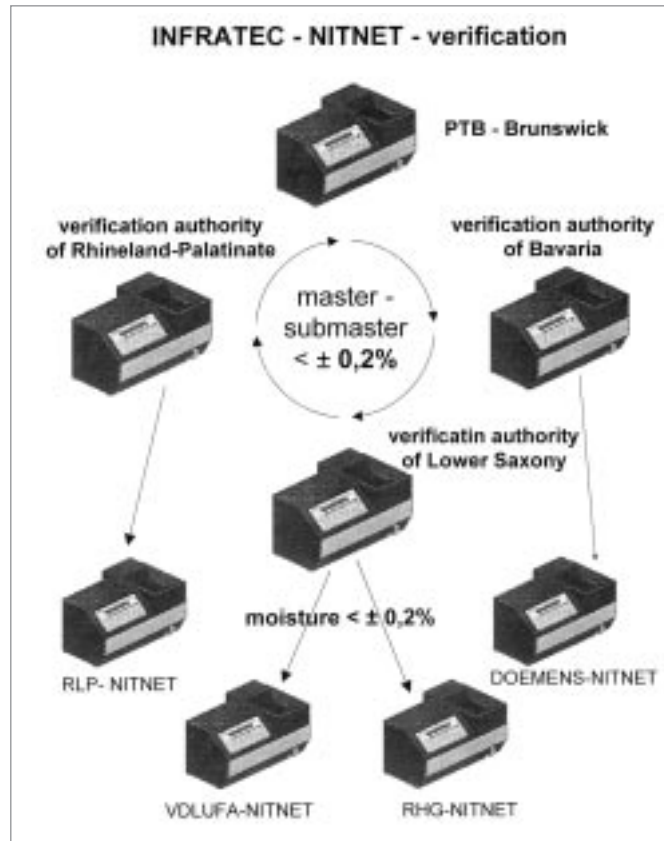 INFRATEC - NITNET - verification
PTB - Brunswick
verification authority
of Rhineland-Palatinate
verification authority
of Bavaria
master -
submaster
< ± 0,2%
verificatin authority
of Lower Saxony
moisture < ± 0,2%
RLP- NITNET
DOEMENS-NITNET
VDLUFA-NITNET
RHG-NITNET